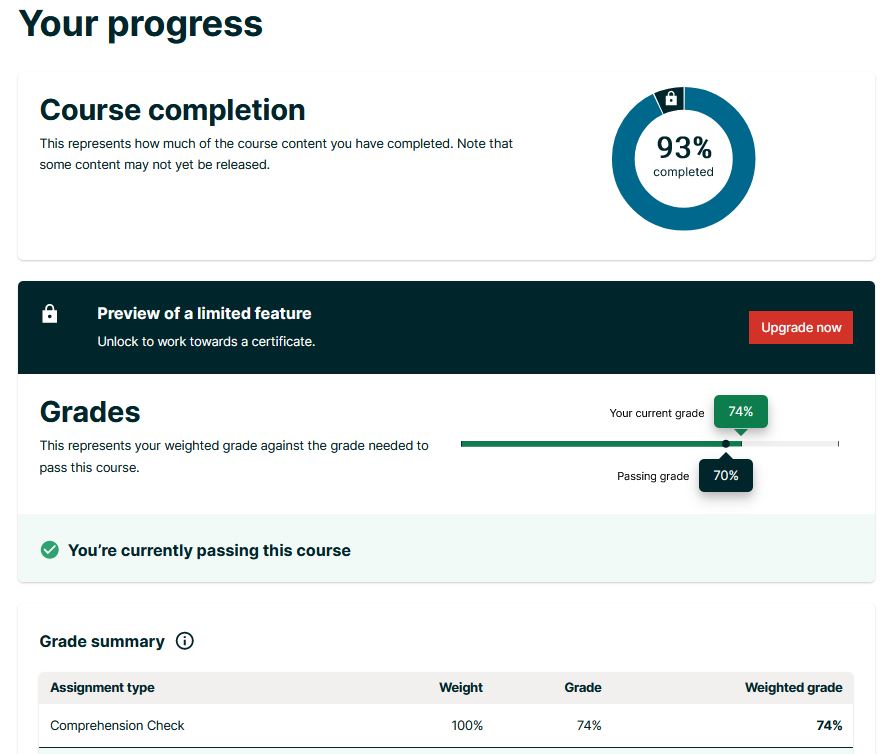 Your progress
Course completion
This represents how much of the course content you have completed. Note that
some content may not yet be released.
93%
completed
Preview of a limited feature
Unlock to work towards a certificate.
Upgrade now
Grades
This represents your weighted grade against the grade needed to
pass this course.
Your current grade 74%
Passing grade 70%
You’re currently passing this course
Grade summary
Assignment type Weight Grade Weighted grade
Comprehension Check 100% 74% 74%